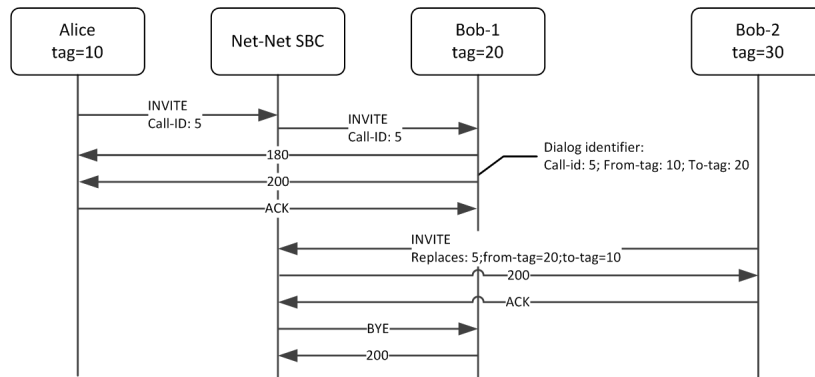 Alice
tag=10
Net-Net SBC
Bob-1
tag=20
Bob-2
tag=30
INVITE
Call-ID: 5
INVITE
Call-ID: 5
180
Dialog identifier:
Call-id: 5; From-tag: 10; To-tag: 20
200
ACK
INVITE
Replaces: 5;from-tag=20;to-tag=10
200
ACK
BYE
200